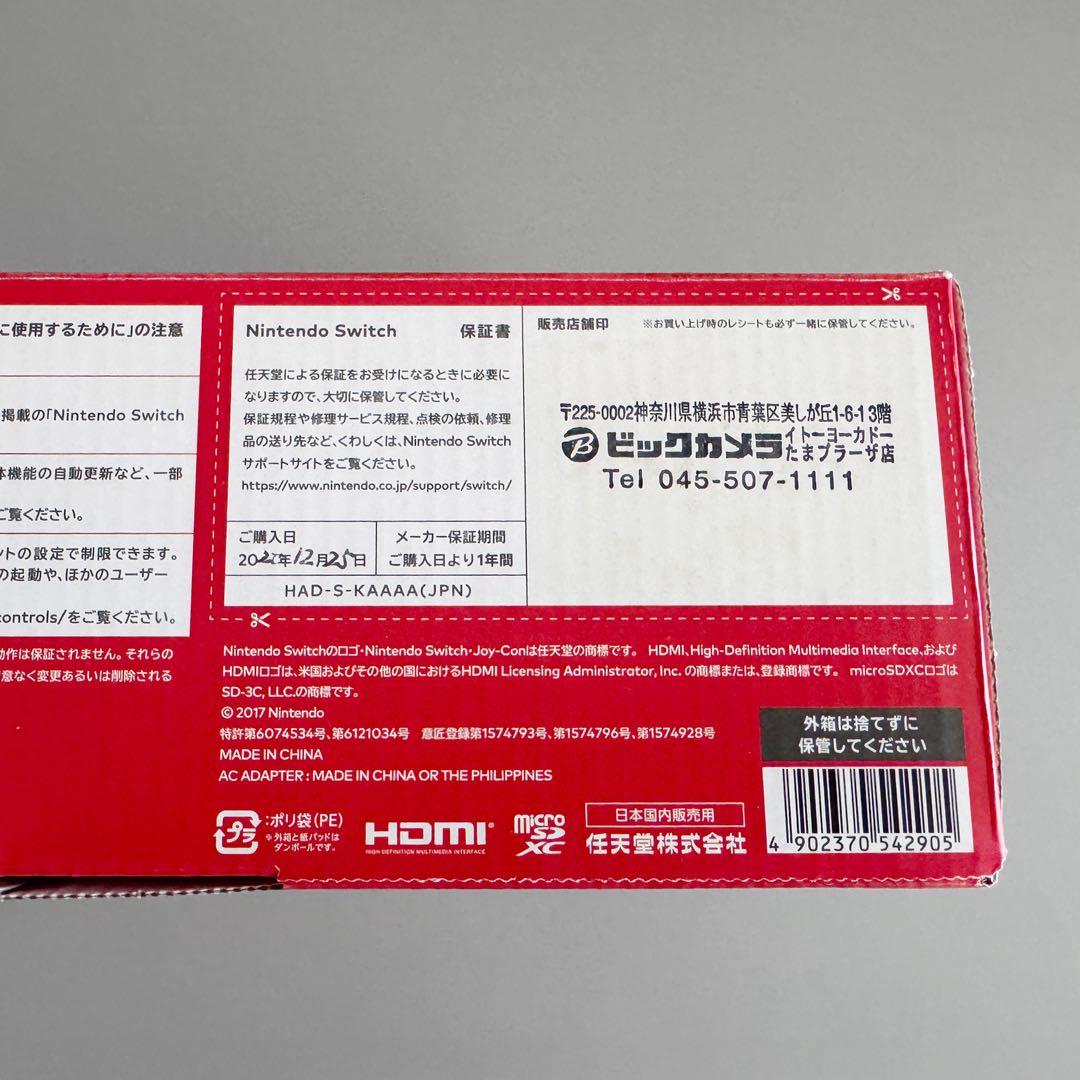 に使用するために」の注意
掲載の「Nintendo Switch
体機能の自動更新など、一部
ご覧ください。
ントの設定で制限できます。
の起動や、ほかのユーザー
controls/をご覧ください。
動作は保証されません。それらの
意なく変更あるいは削除される
Nintendo Switch 保証書
任天堂による保証をお受けになるときに必要に
なりますので、大切に保管してください。
保証規程や修理サービス規程、点検の依頼、修理
品の送り先など、くわしくは、Nintendo Switch
サポートサイトをご覧ください。
https://www.nintendo.co.jp/support/switch/
ご購入日
年12月25日
メーカー保証期間
ご購入日より1年間
HAD-S-KAAAA(JPN)
販売店舗印 ※お買い上げ時のレシートも必ず一緒に保管してください。
〒225-0002神奈川県横浜市青葉区美しが丘1-6-1 3階
ビックカメラ イトーヨーカドー
たまプラーザ店
Tel 045-507-1111
Nintendo Switchのロゴ・Nintendo Switch・Joy-Conは任天堂の商標です。 HDMI、High-Definition Multimedia Interface、および
HDMIロゴは、米国およびその他の国におけるHDMI Licensing Administrator, Inc. の商標または、登録商標です。 microSDXCロゴは
SD-3C, LLC.の商標です。
© 2017 Nintendo
特許第6074534号、第6121034号 意匠登録第1574793号、第1574796号、第1574928号
MADE IN CHINA
AC ADAPTER : MADE IN CHINA OR THE PHILIPPINES
プラ
:ポリ袋(PE)
※外箱と紙パッドは
ダンボールです。
HDMI
HIGH-DEFINITION MULTIMEDIA INTERFACE
micro
SD
XC
日本国内販売用
任天堂株式会社
外箱は捨てずに
保管してください
4 902370 542905